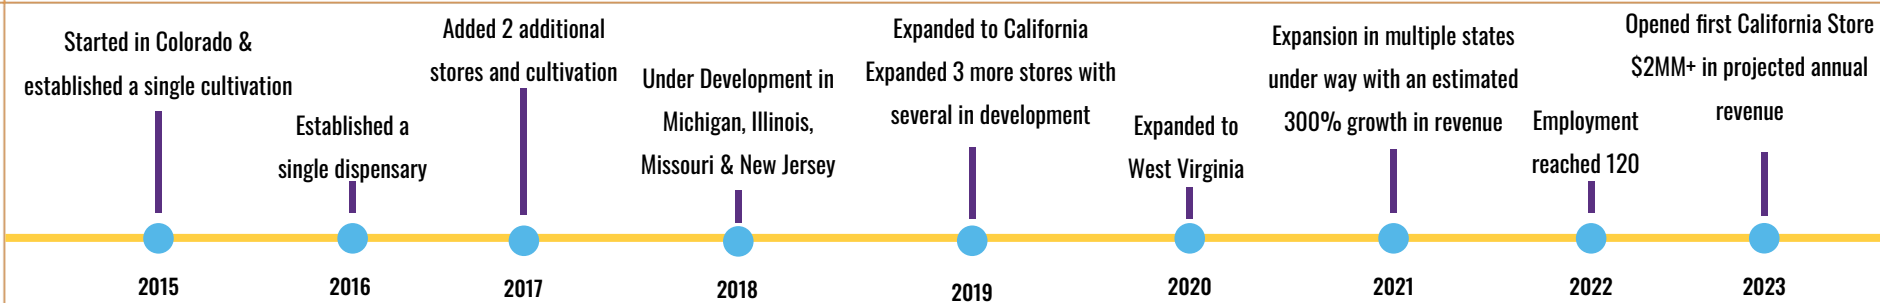 Started in Colorado &
established a single cultivation
Established a
single dispensary
Added 2 additional
stores and cultivation
Under Development in
Michigan, Illinois,
Missouri & New Jersey
Expanded to California
Expanded 3 more stores with
several in development
Expanded to
West Virginia
Expansion in multiple states
under way with an estimated
300% growth in revenue
Employment
reached 120
Opened first California Store
$2MM+ in projected annual
revenue
2015
2016
2017
2018
2019
2020
2021
2022
2023